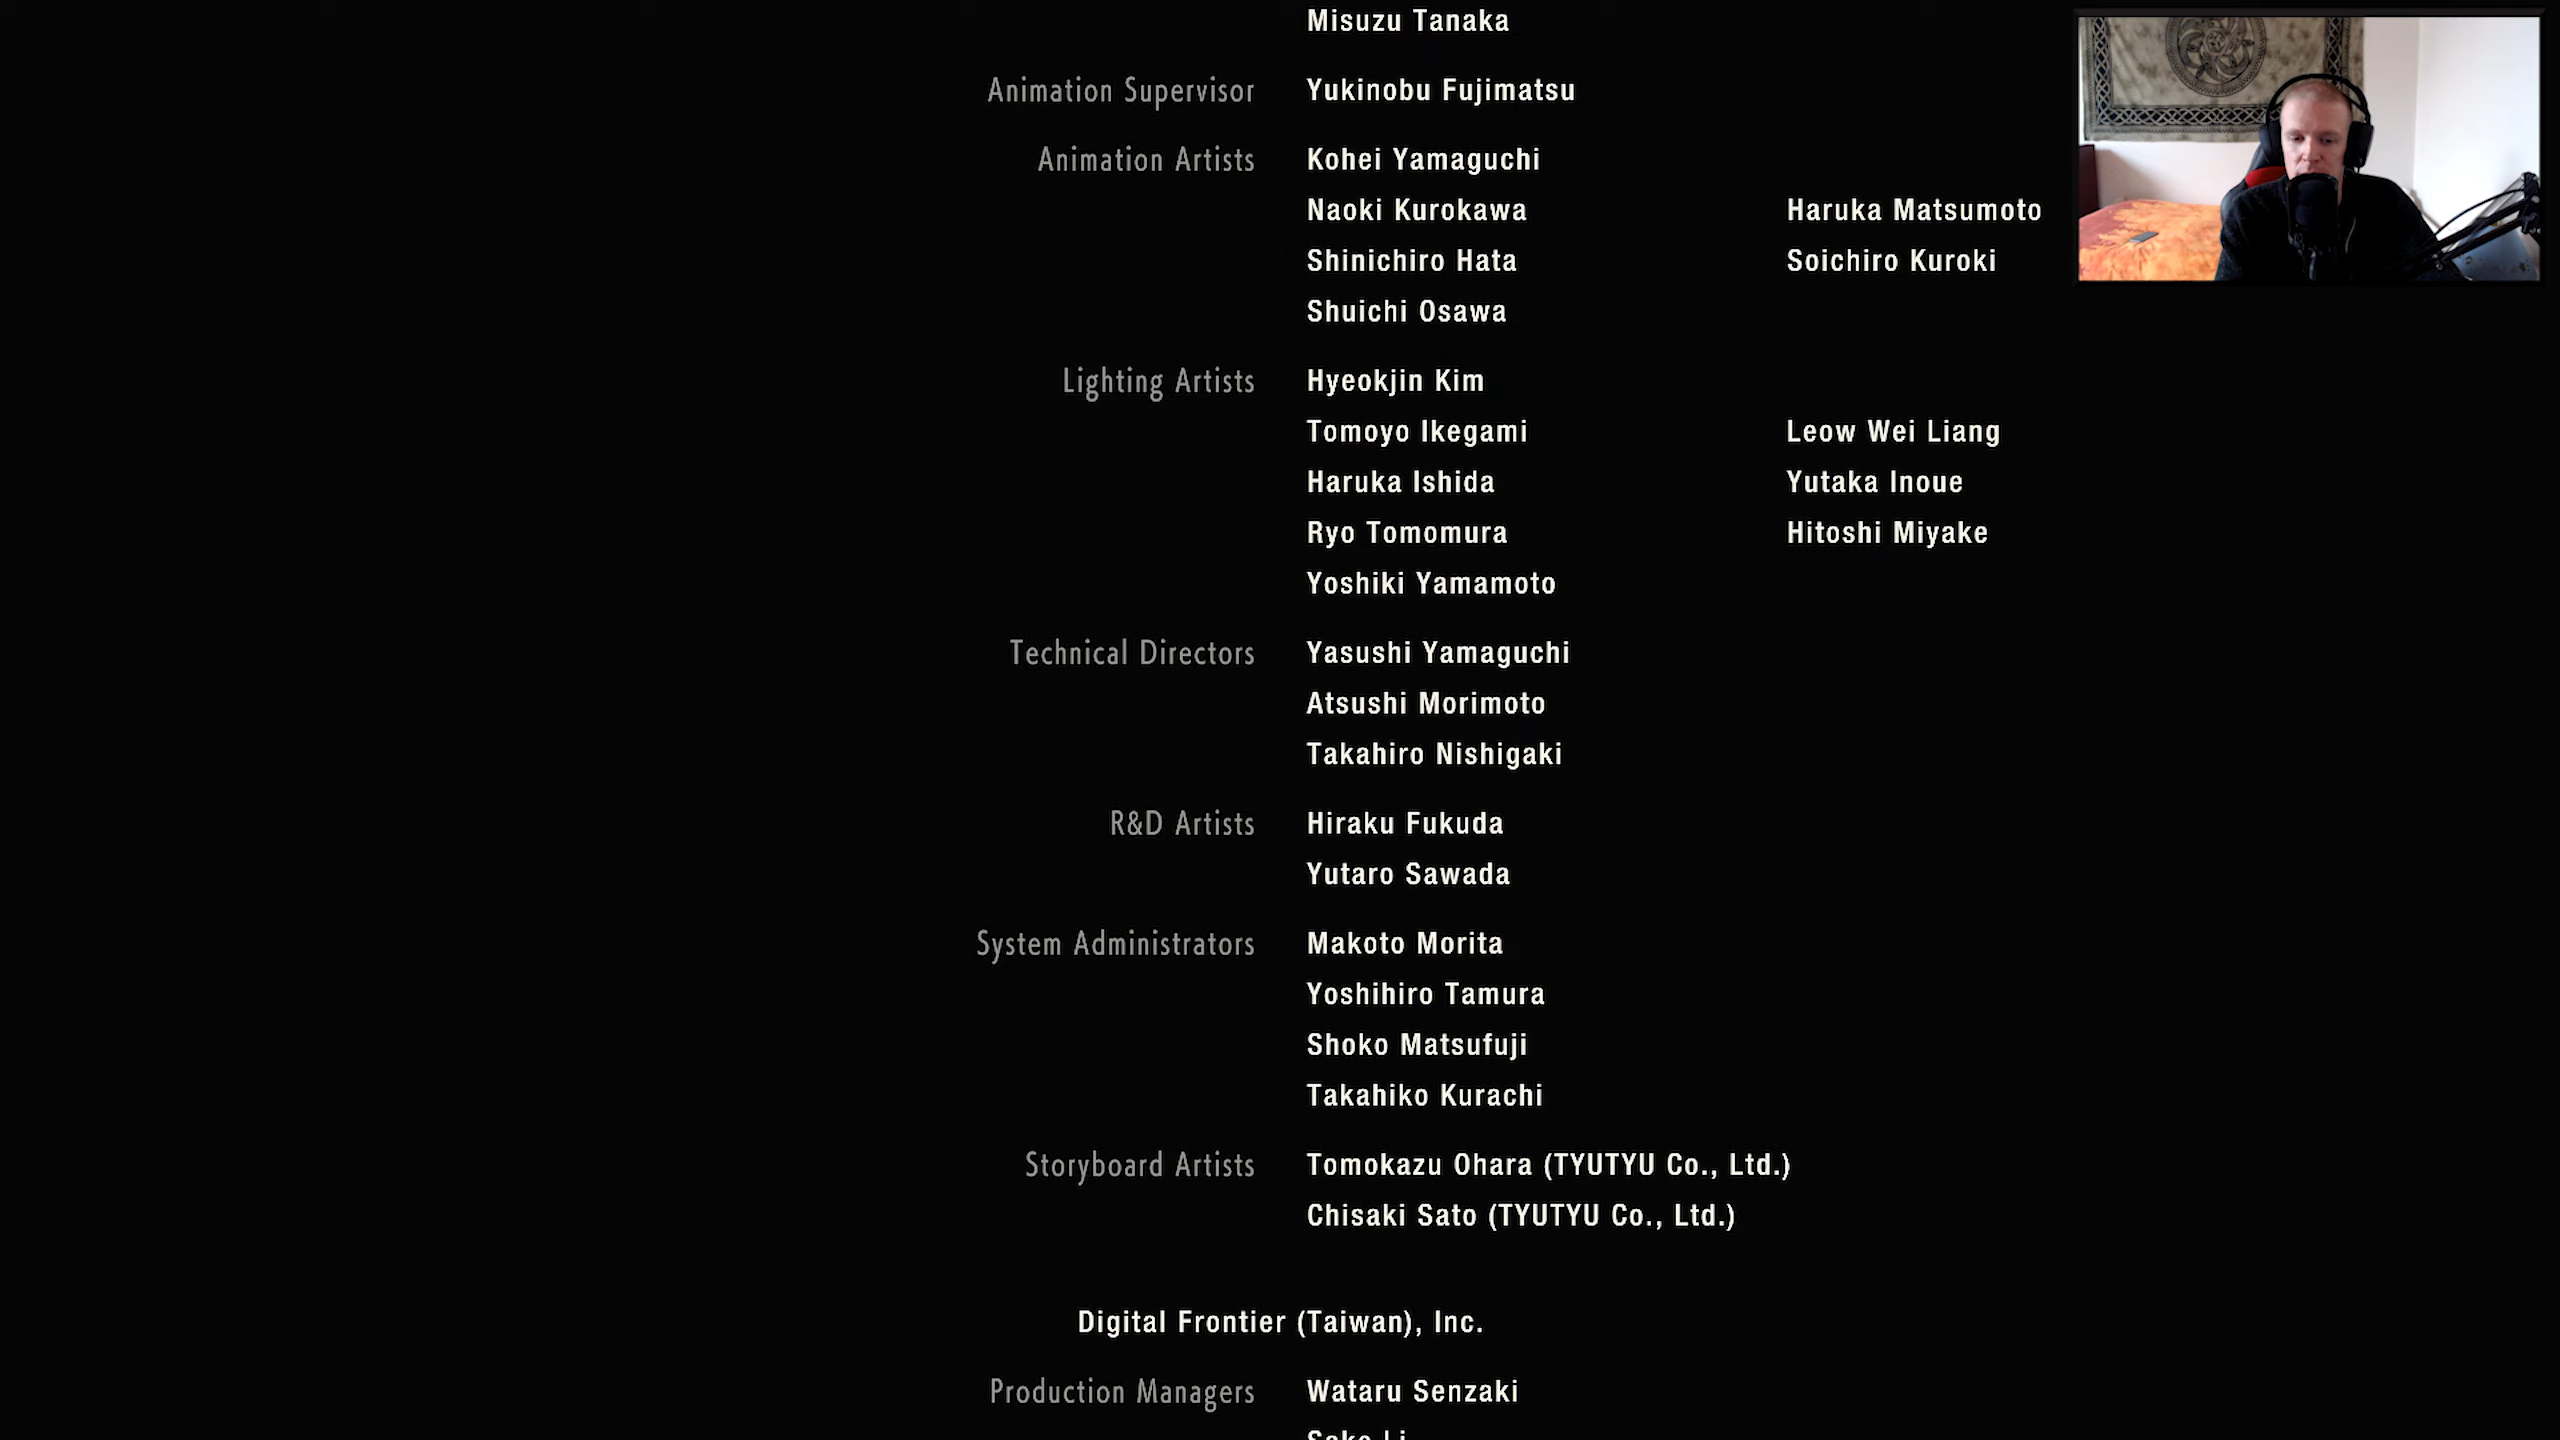 Misuzu Tanaka
Animation Supervisor Yukinobu Fujimatsu
Animation Artists Kohei Yamaguchi
Naoki Kurokawa Haruka Matsumoto
Shinichiro Hata Soichiro Kuroki
Shuichi Osawa
Lighting Artists Hyeokjin Kim
Tomoyo Ikegami Leow Wei Liang
Haruka Ishida Yutaka Inoue
Ryo Tomomura Hitoshi Miyake
Yoshiki Yamamoto
Technical Directors Yasushi Yamaguchi
Atsushi Morimoto
Takahiro Nishigaki
R&D Artists Hiraku Fukuda
Yutaro Sawada
System Administrators Makoto Morita
Yoshihiro Tamura
Shoko Matsufuji
Takahiko Kurachi
Storyboard Artists Tomokazu Ohara (TYUTYU Co., Ltd.)
Chisaki Sato (TYUTYU Co., Ltd.)
Digital Frontier (Taiwan), Inc.
Production Managers Wataru Senzaki